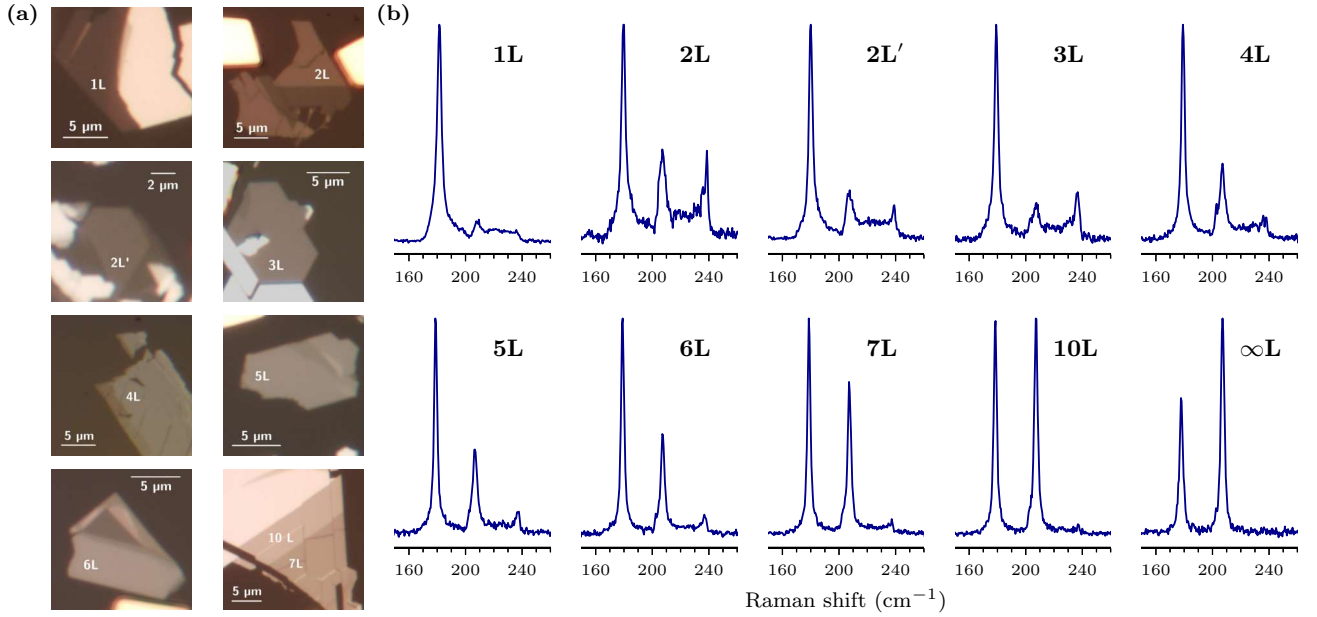 (a)
1L
5 µm
2L
5 µm
2L'
2 µm
3L
5 µm
4L
5 µm
5L
5 µm
6L
5 µm
10 L
7L
5 µm
(b)
1L 2L 2L′ 3L 4L
160 200 240 160 200 240 160 200 240 160 200 240 160 200 240
5L 6L 7L 10L ∞L
160 200 240 160 200 240 160 200 240 160 200 240 160 200 240
Raman shift (cm⁻¹)